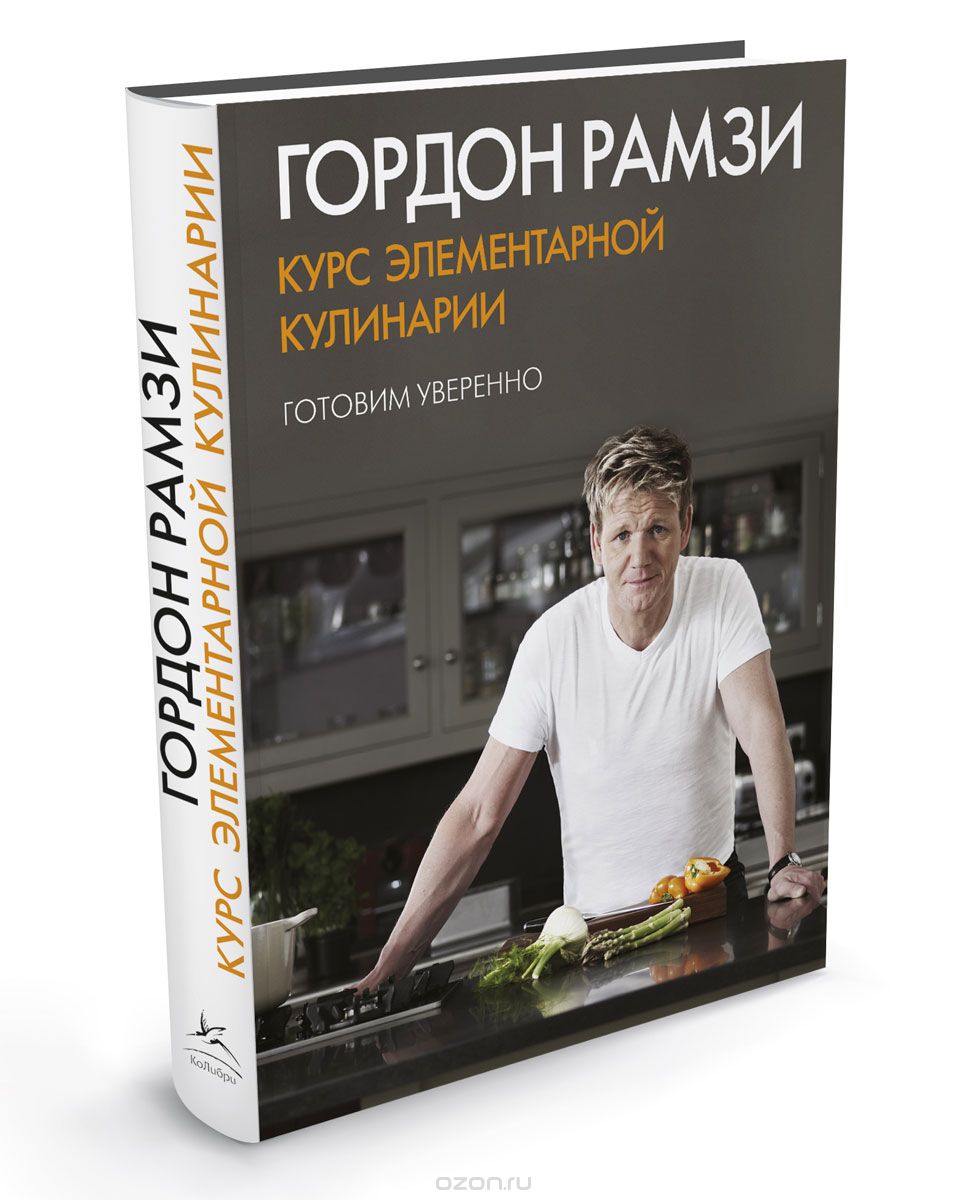 ГОРДОН РАМЗИ
КУРС ЭЛЕМЕНТАРНОЙ
КУЛИНАРИИ
ГОТОВИМ УВЕРЕННО
ГОРДОН РАМЗИ
КУРС ЭЛЕМЕНТАРНОЙ КУЛИНАРИИ
КоЛибри
ozon.ru